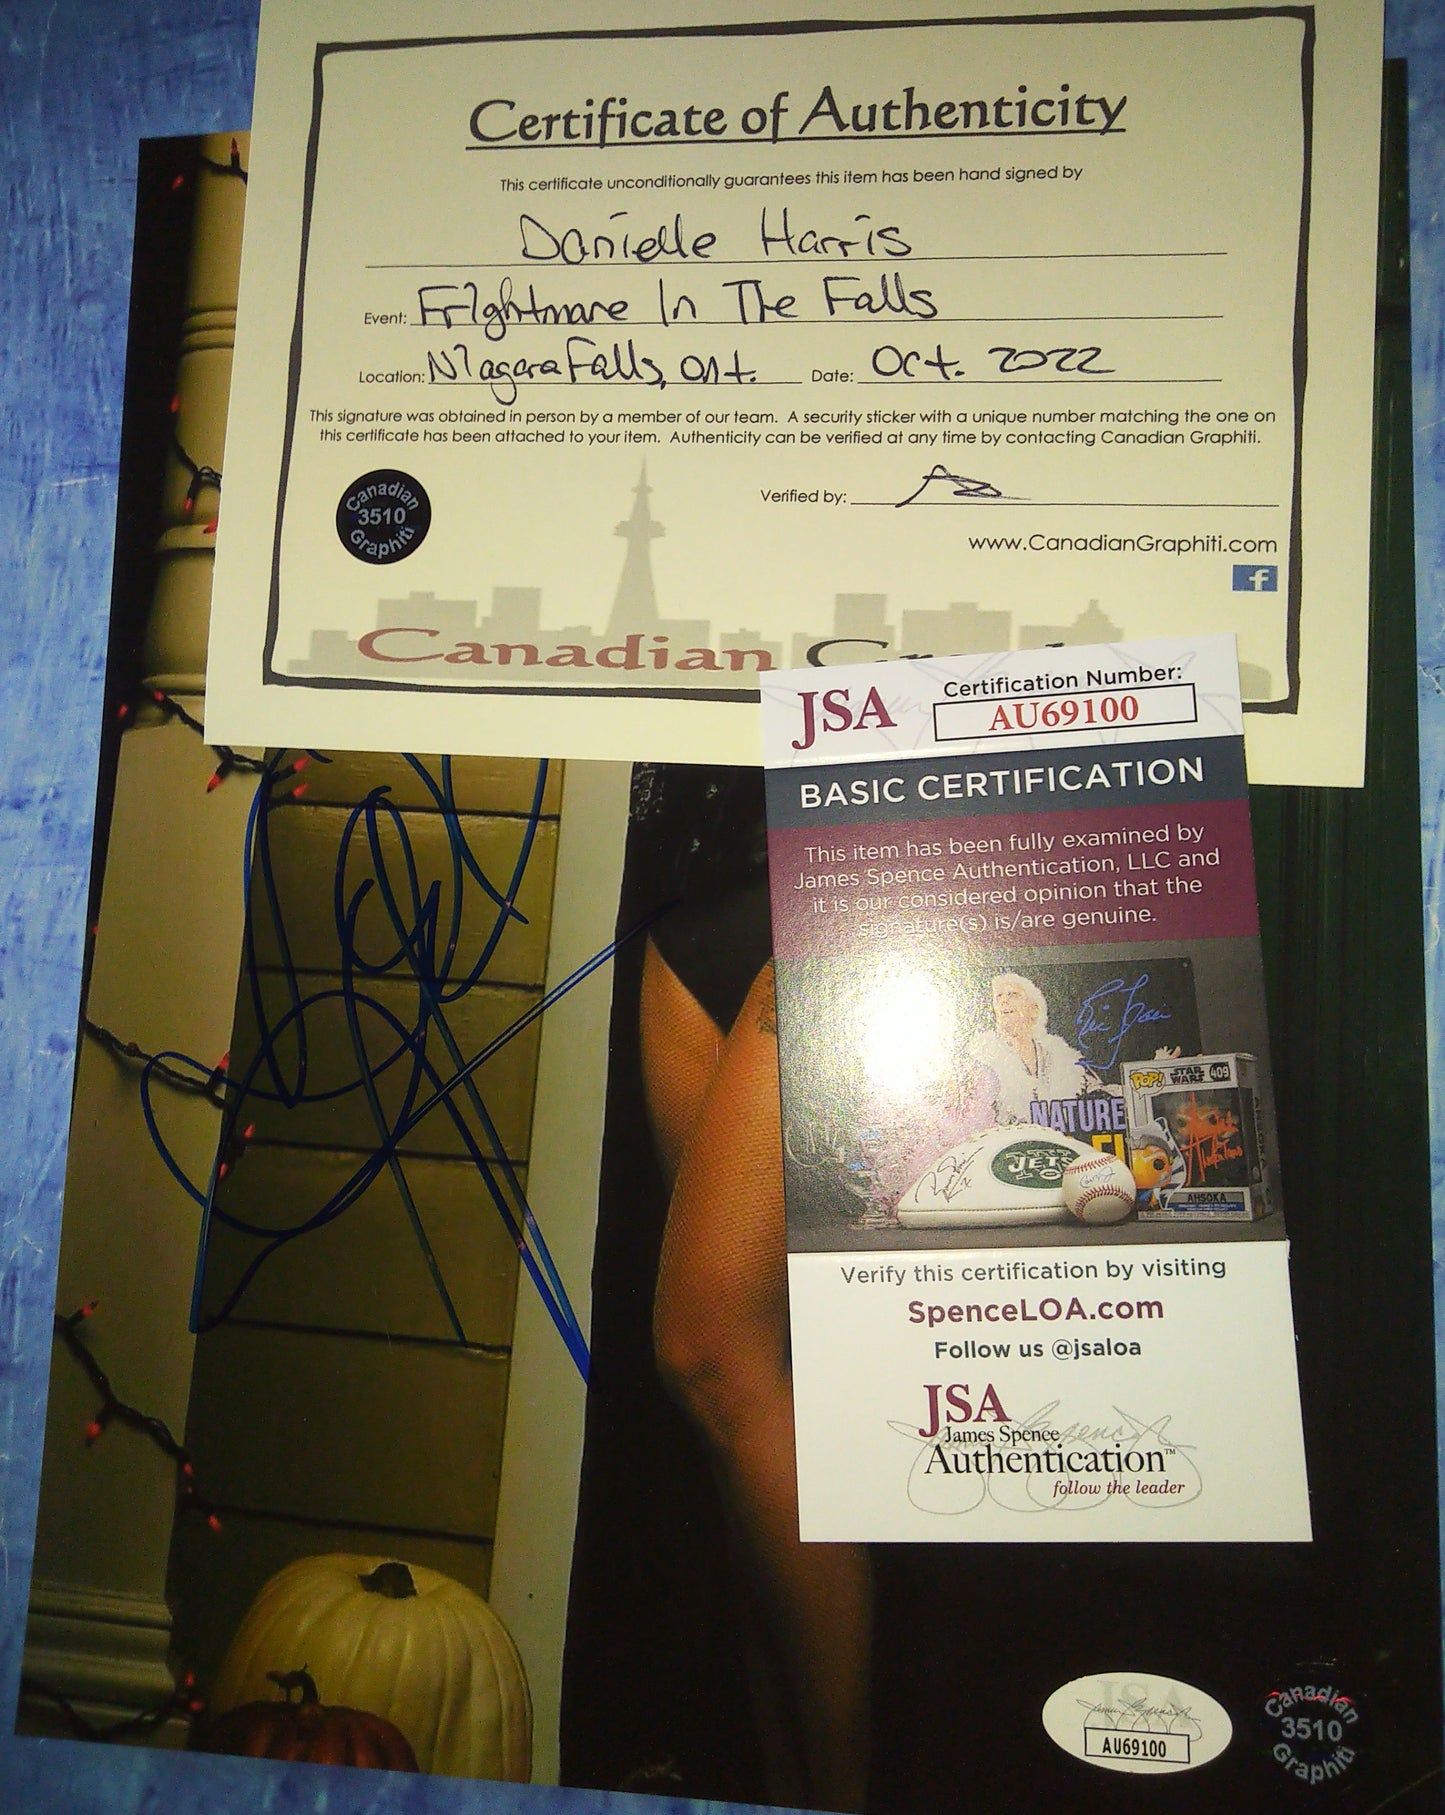 Certificate of Authenticity
This certificate unconditionally guarantees this item has been hand signed by
Danielle Harris
Event: Frightmare In The Falls
Location: Niagara Falls, Ont. Date: Oct. 2022
This signature was obtained in person by a member of our team. A security sticker with a unique number matching the one on
this certificate has been attached to your item. Authenticity can be verified at any time by contacting Canadian Graphiti.
Canadian
3510
Graphiti
Verified by:
www.CanadianGraphiti.com
f
Canadian
JSA
Certification Number:
AU69100
BASIC CERTIFICATION
This item has been fully examined by
James Spence Authentication, LLC and
it is our considered opinion that the
signature(s) is/are genuine.
NATURE
JETS
POP!
STAR
WARS
409
AHSOKA
Verify this certification by visiting
SpenceLOA.com
Follow us @jsaloa
JSA
James Spence
Authentication™
follow the leader
JSA
AU69100
Canadian
3510
Graphiti